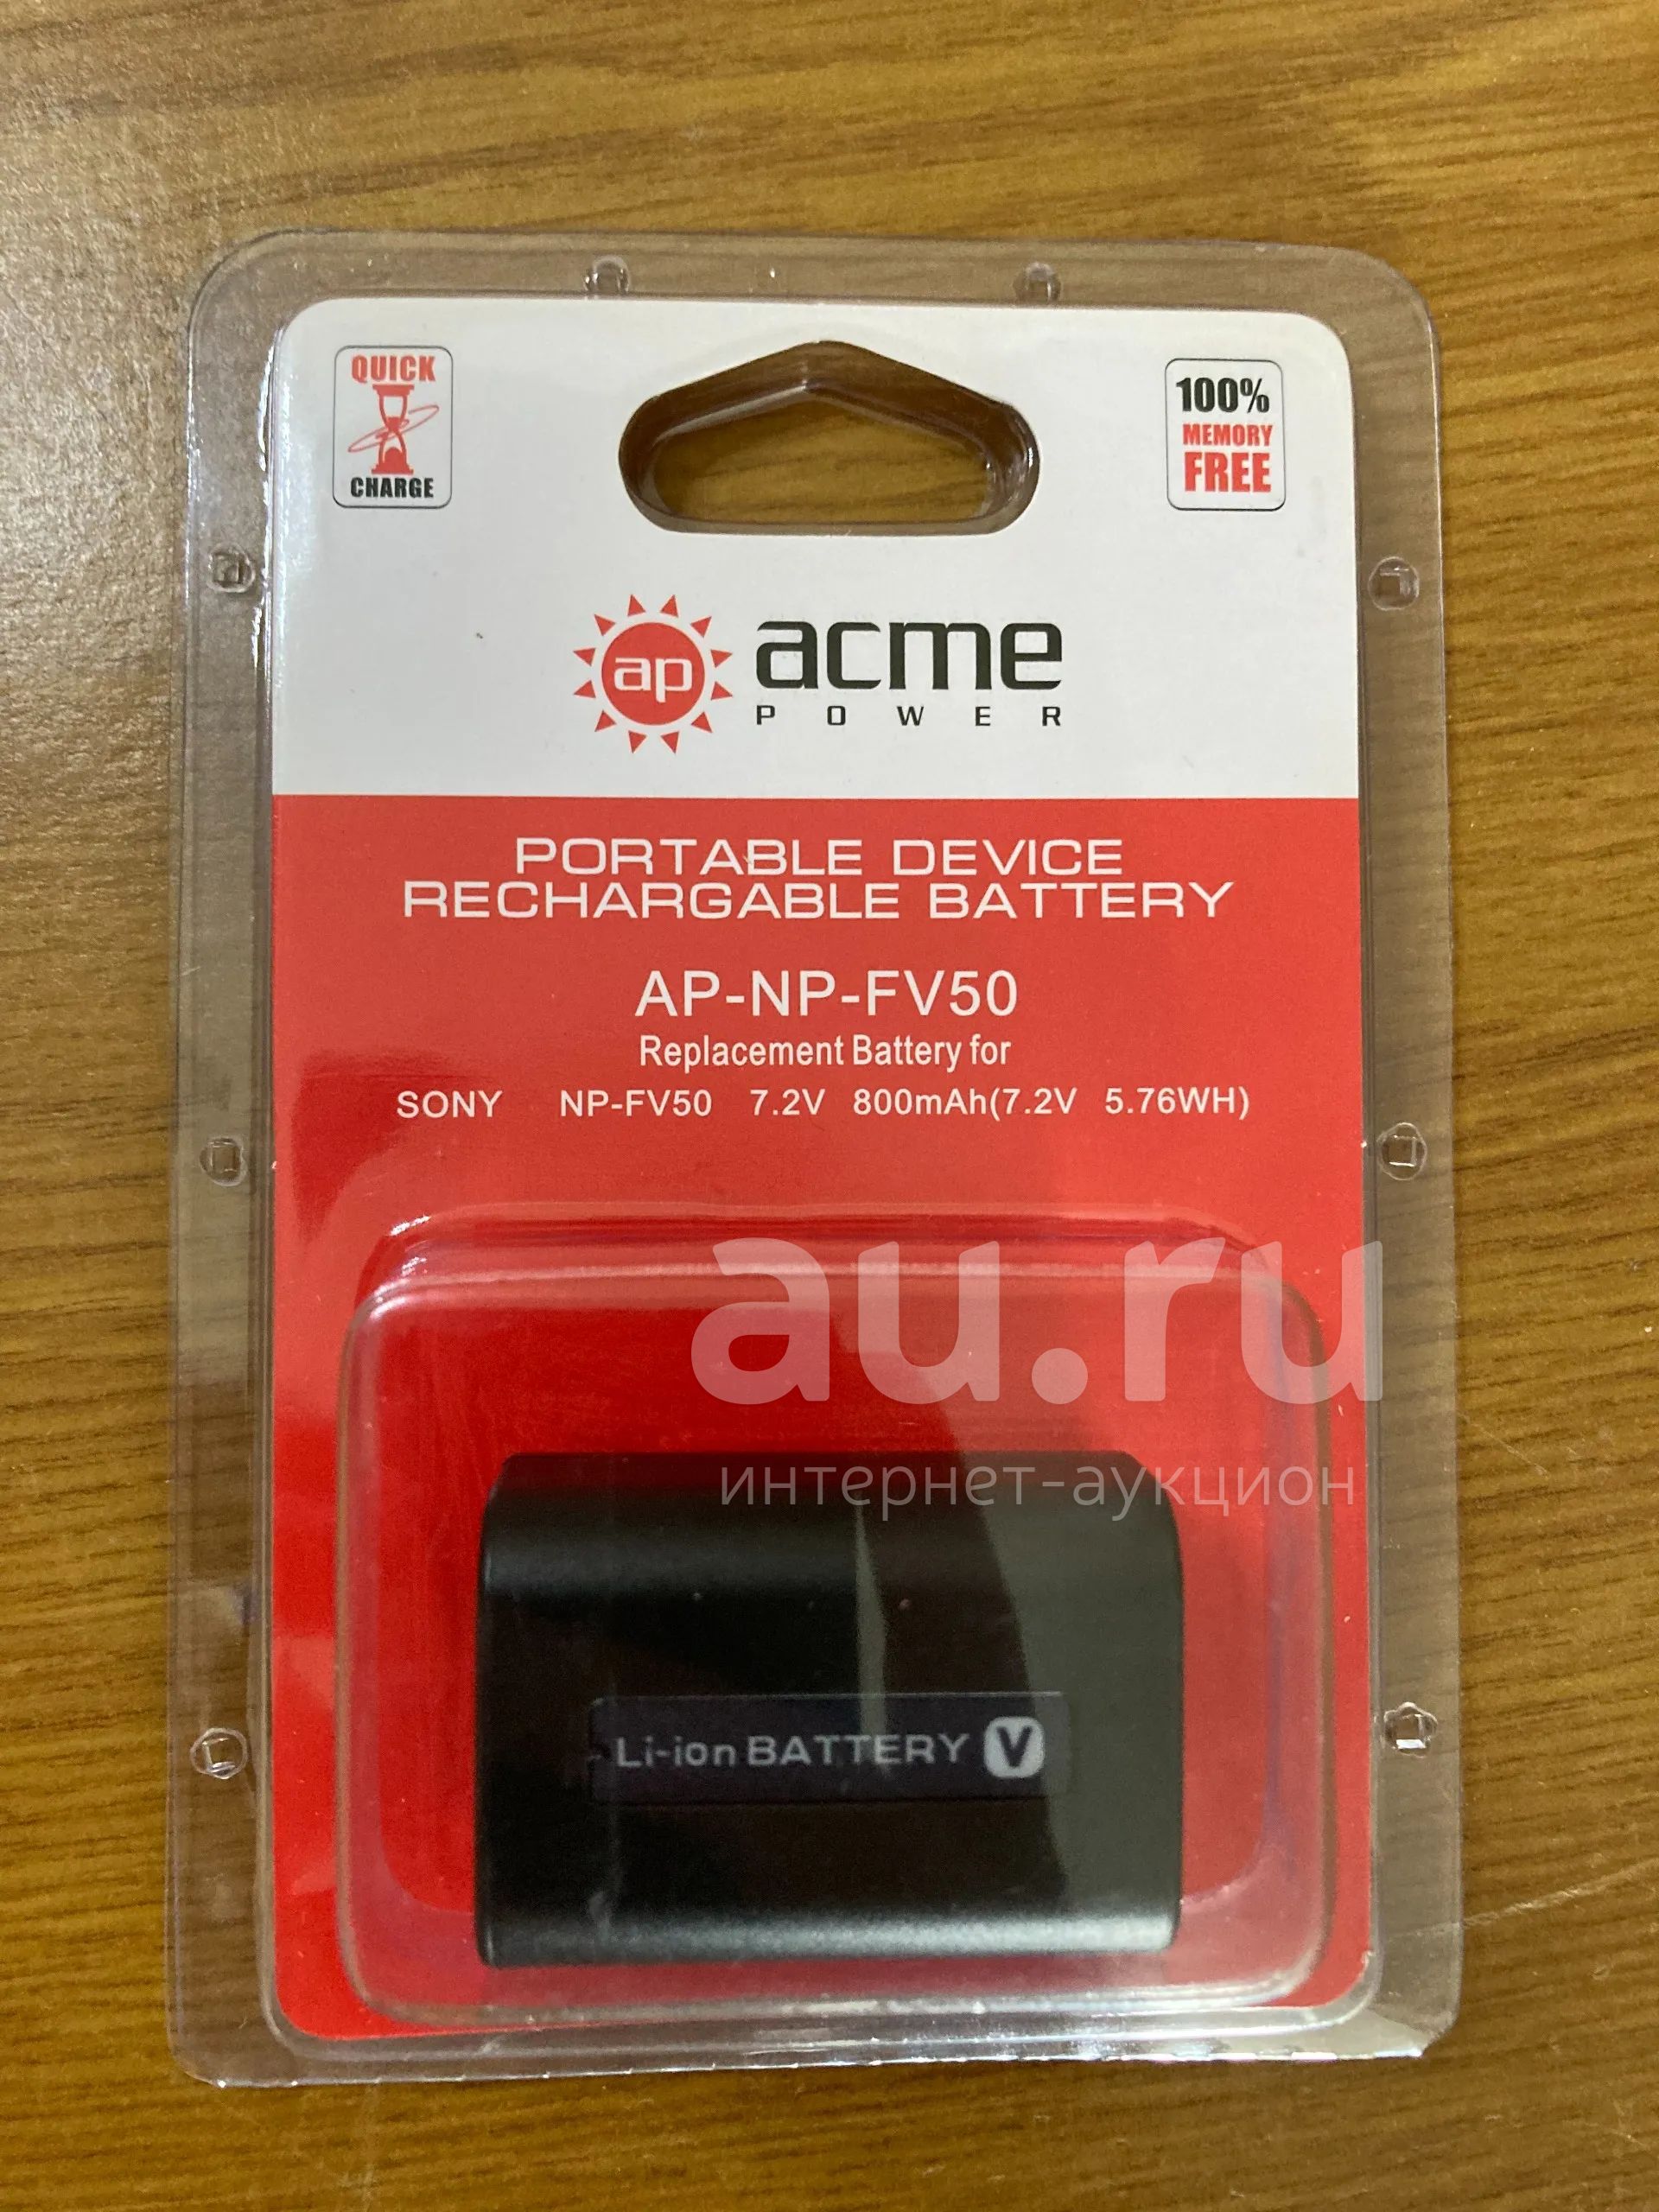 QUICK
CHARGE
100%
MEMORY
FREE
ap
acme
POWER
PORTABLE DEVICE
RECHARGABLE BATTERY
AP-NP-FV50
Replacement Battery for
SONY NP-FV50 7.2V 800mAh(7.2V 5.76WH)
au.ru
интернет-аукцион
Li-ion BATTERY V